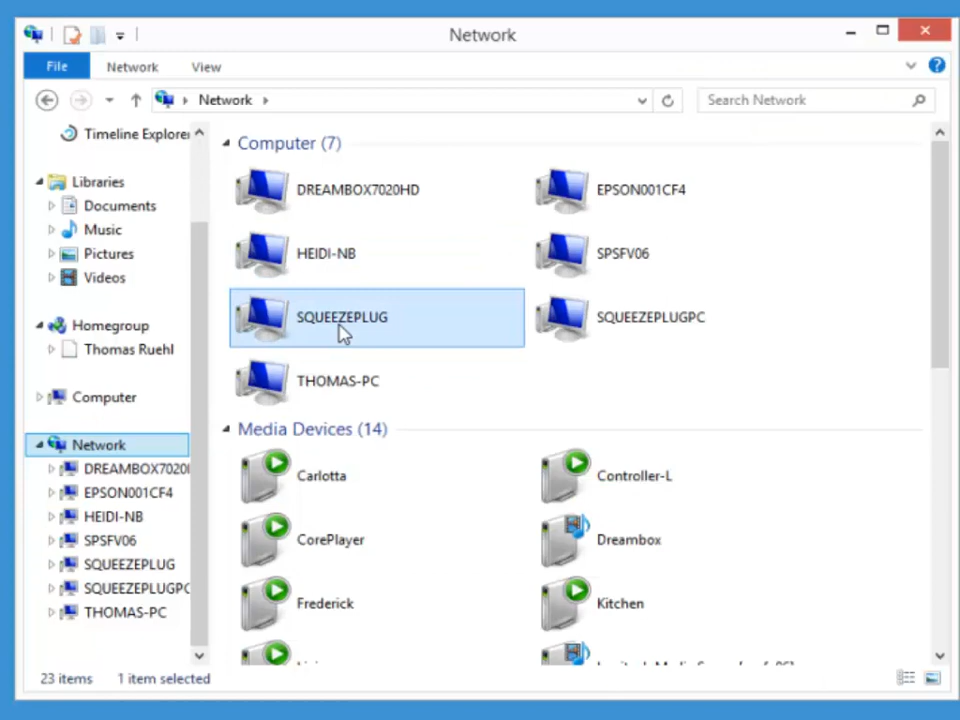 Network
File Network View
Network
Search Network
Timeline Explorer
Libraries
Documents
Music
Pictures
Videos
Homegroup
Thomas Ruehl
Computer
Network
DREAMBOX7020
EPSON001CF4
HEIDI-NB
SPSFV06
SQUEEZEPLUG
SQUEEZEPLUGPC
THOMAS-PC
Computer (7)
DREAMBOX7020HD
EPSON001CF4
HEIDI-NB
SPSFV06
SQUEEZEPLUG
SQUEEZEPLUGPC
THOMAS-PC
Media Devices (14)
Carlotta
Controller-L
CorePlayer
Dreambox
Frederick
Kitchen
23 items 1 item selected